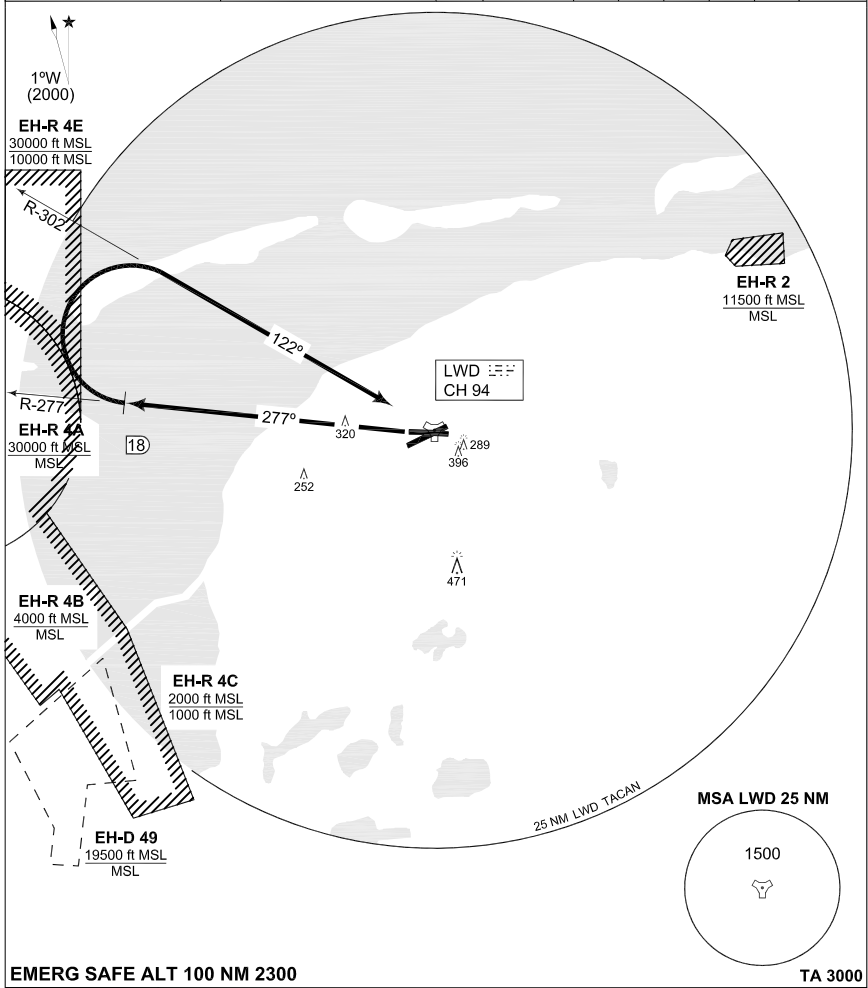 1ºW
(2000)
EH-R 4E
30000 ft MSL
10000 ft MSL
R-302
EH-R 2
11500 ft MSL
MSL
122º
LWD
CH 94
R-277
277º
EH-R 4A
30000 ft MSL
MSL
18
320
289
396
252
471
EH-R 4B
4000 ft MSL
MSL
EH-R 4C
2000 ft MSL
1000 ft MSL
25 NM LWD TACAN
MSA LWD 25 NM
1500
EH-D 49
19500 ft MSL
MSL
EMERG SAFE ALT 100 NM 2300
TA 3000